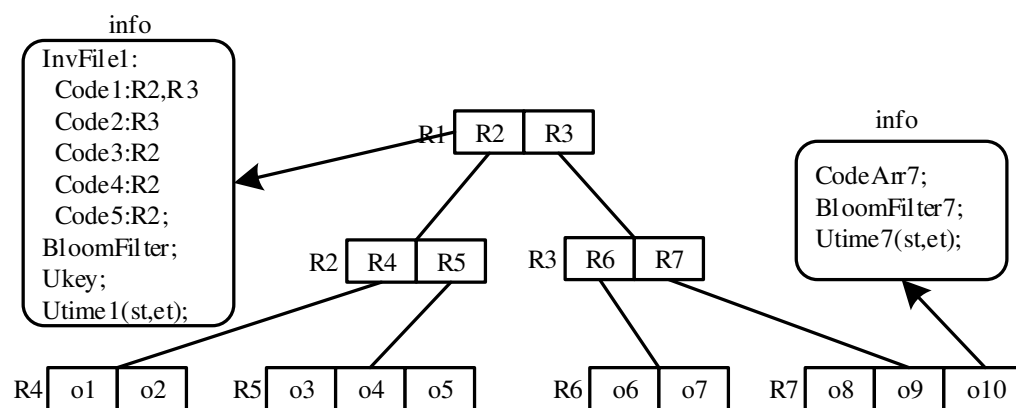 info
InvFile1:
Code1:R2,R3
Code2:R3
Code3:R2
Code4:R2
Code5:R2;
BloomFilter;
Ukey;
Utime1(st,et);
R1 R2 R3
info
CodeArr7;
BloomFilter7;
Utime7(st,et);
R2 R4 R5
R3 R6 R7
R4 o1 o2
R5 o3 o4 o5
R6 o6 o7
R7 o8 o9 o10